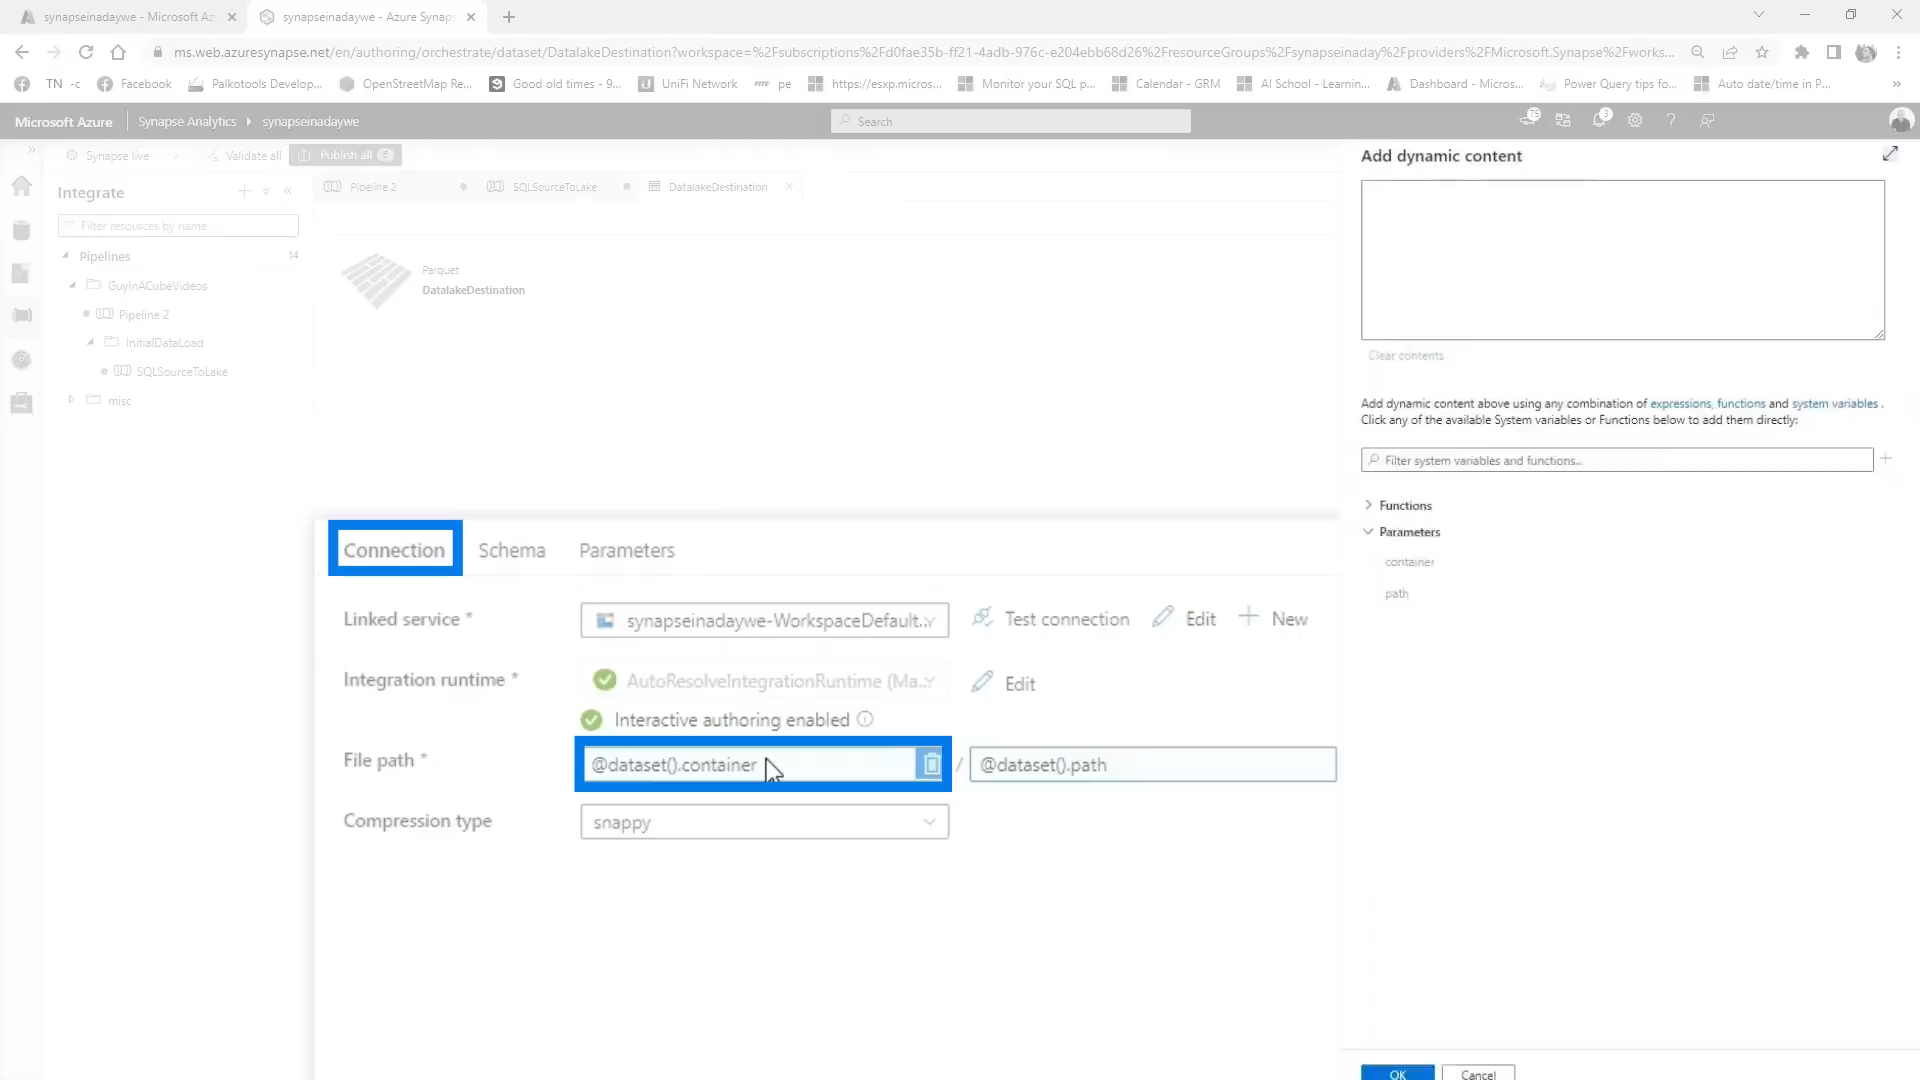 synapseinadaywe - Microsoft Az
synapseinadaywe - Azure Synaps
ms.web.azuresynapse.net/en/authoring/orchestrate/dataset/DatalakeDestination?workspace=%2Fsubscriptions%2Fd0fae35b-ff21-4adb-976c-e204ebb68d26%2FresourceGroups%2Fsynapseinaday%2Fproviders%2FMicrosoft.Synapse%2Fworks...
TN -c
Facebook
Palkotools Develop...
OpenStreetMap Re...
Good old times - 9...
UniFi Network
pe
https://esxp.micros...
Monitor your SQL p...
Calendar - GRM
AI School - Learnin...
Dashboard - Micros...
Power Query tips fo...
Auto date/time in P...
»
Microsoft Azure
Synapse Analytics
synapseinadaywe
Search
75
3
Synapse live
Validate all
Publish all
Integrate
Filter resources by name
Pipelines
14
GuyInACubeVideos
Pipeline 2
InitialDataLoad
SQLSourceToLake
misc
Pipeline 2
SQLSourceToLake
DatalakeDestination
Parquet
DatalakeDestination
Connection
Schema
Parameters
Linked service *
synapseinadaywe-WorkspaceDefault...
Test connection
Edit
New
Integration runtime *
AutoResolveIntegrationRuntime (Ma...
Edit
Interactive authoring enabled
File path *
@dataset().container
/
@dataset().path
Compression type
snappy
Add dynamic content
Clear contents
Add dynamic content above using any combination of expressions, functions and system variables .
Click any of the available System variables or Functions below to add them directly:
Filter system variables and functions...
Functions
Parameters
container
path
OK
Cancel